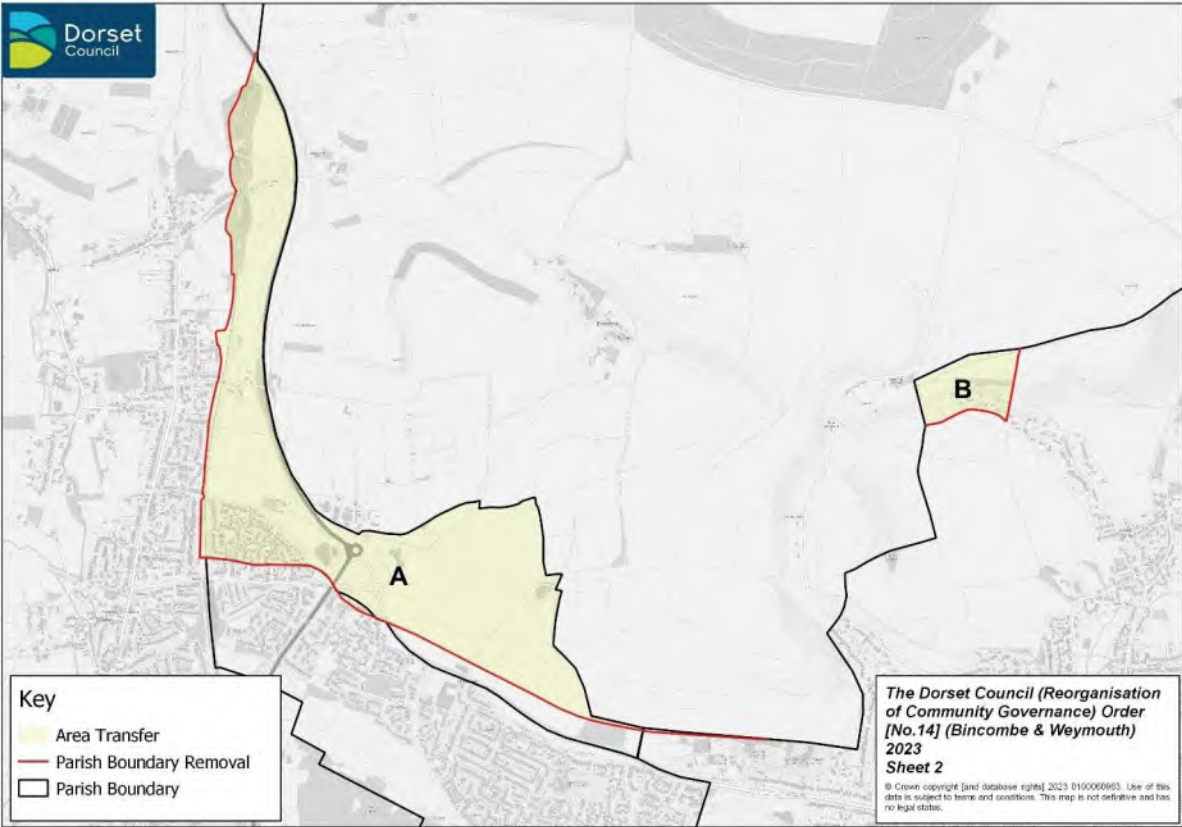 Dorset
Council
A
B
Key
Area Transfer
Parish Boundary Removal
Parish Boundary
The Dorset Council (Reorganisation
of Community Governance) Order
[No.14] (Bincombe & Weymouth)
2023
Sheet 2
© Crown copyright [and database rights] 2023 0100060963. Use of this
data is subject to terms and conditions. This map is not definitive and has
no legal status.